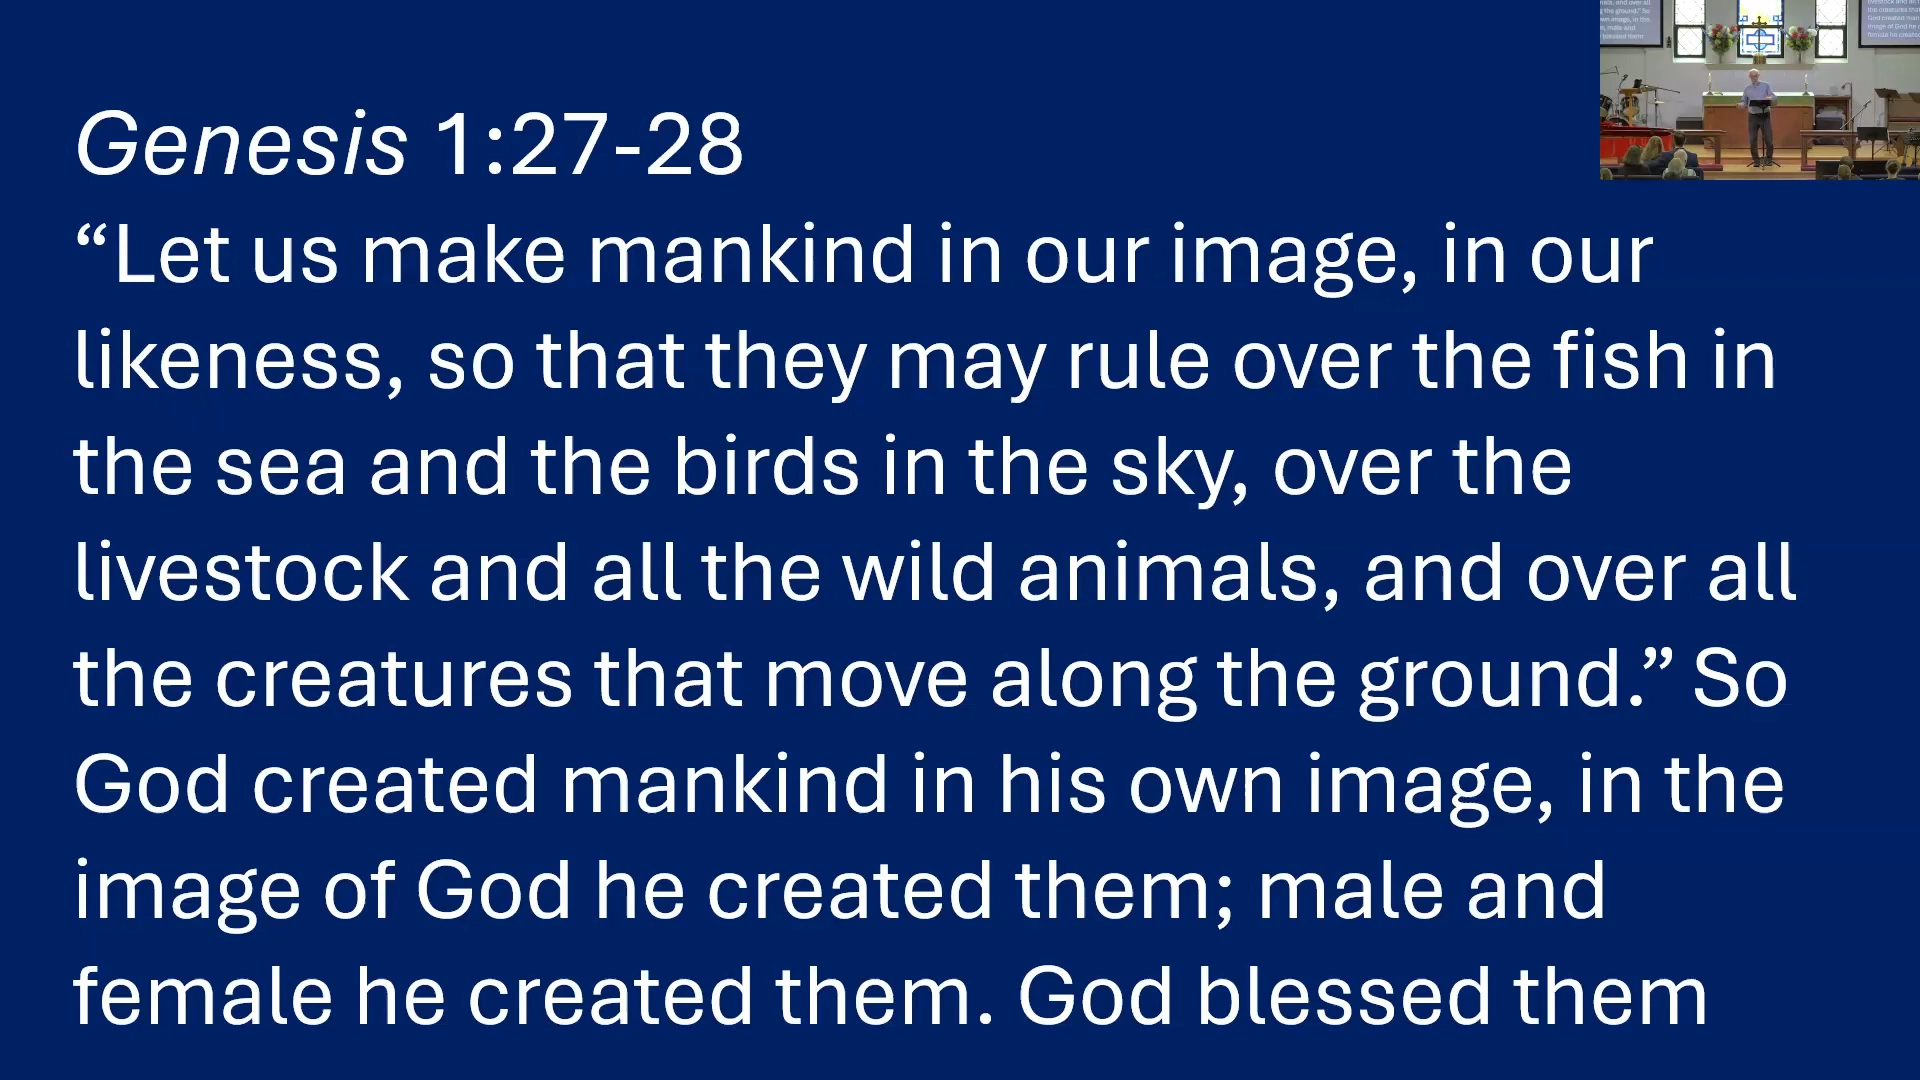 Genesis 1:27-28
“Let us make mankind in our image, in our
likeness, so that they may rule over the fish in
the sea and the birds in the sky, over the
livestock and all the wild animals, and over all
the creatures that move along the ground.” So
God created mankind in his own image, in the
image of God he created them; male and
female he created them. God blessed them